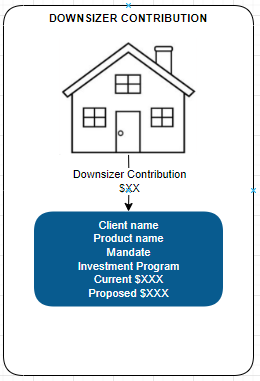 DOWNSIZER CONTRIBUTION
Downsizer Contribution
$XX
Client name
Product name
Mandate
Investment Program
Current $XXX
Proposed $XXX